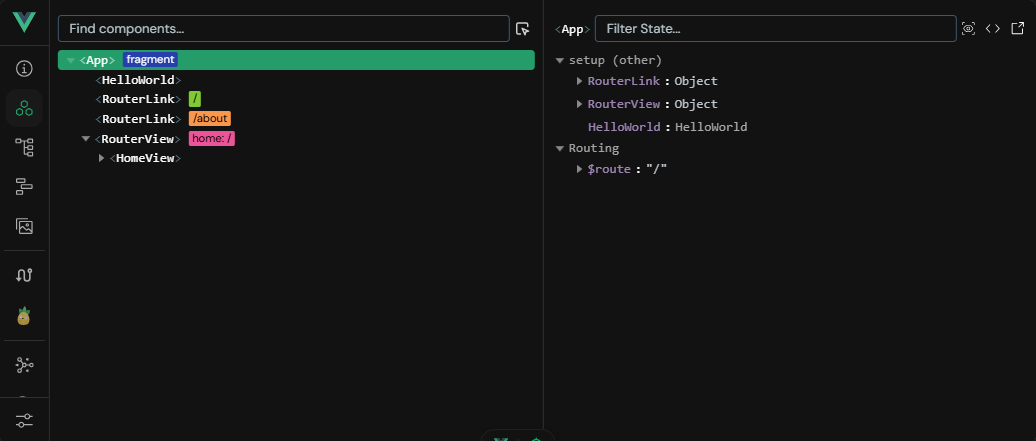 Find components...
<App> fragment
<HelloWorld>
<RouterLink> /
<RouterLink> /about
<RouterView> home: /
<HomeView>
<App> Filter State...
setup (other)
RouterLink : Object
RouterView : Object
HelloWorld : HelloWorld
Routing
$route : "/"